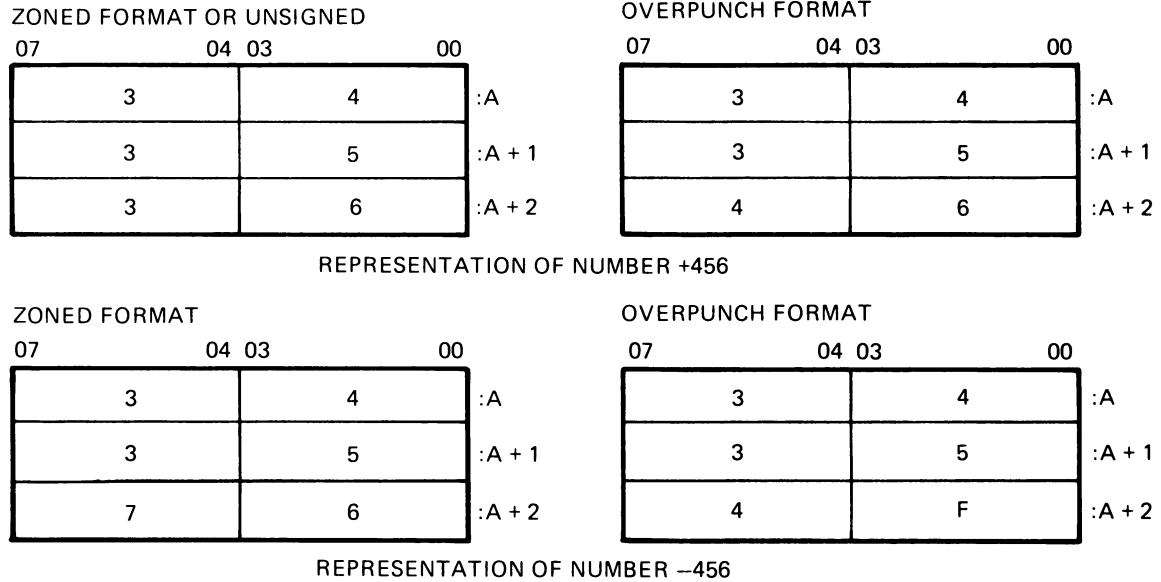 ZONED FORMAT OR UNSIGNED
07 04 03 00
3 4 :A
3 5 :A + 1
3 6 :A + 2
OVERPUNCH FORMAT
07 04 03 00
3 4 :A
3 5 :A + 1
4 6 :A + 2
REPRESENTATION OF NUMBER +456
ZONED FORMAT
07 04 03 00
3 4 :A
3 5 :A + 1
7 6 :A + 2
OVERPUNCH FORMAT
07 04 03 00
3 4 :A
3 5 :A + 1
4 F :A + 2
REPRESENTATION OF NUMBER –456